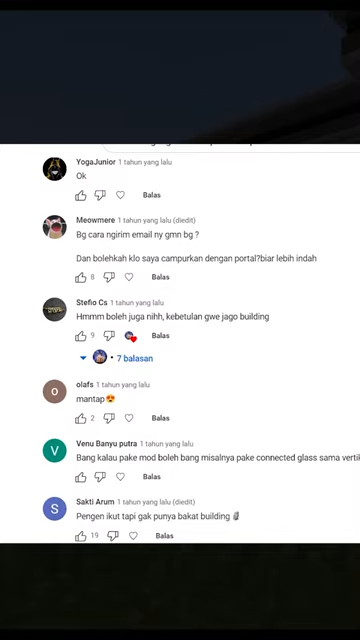 YogaJunior 1 tahun yang lalu
Ok
Balas
Meowmere 1 tahun yang lalu (diedit)
Bg cara ngirim email ny gmn bg ?
Dan bolehkah klo saya campurkan dengan portal?biar lebih indah
8 Balas
Stefio Cs 1 tahun yang lalu
Hmmm boleh juga nihh, kebetulan gwe jago building
9 Balas
7 balasan
o olafs 1 tahun yang lalu
mantap😍
2 Balas
V Venu Banyu putra 1 tahun yang lalu
Bang kalau pake mod boleh bang misalnya pake connected glass sama
Balas
S Sakti Arum 1 tahun yang lalu (diedit)
Pengen ikut tapi gak punya bakat building 🗿
19 Balas